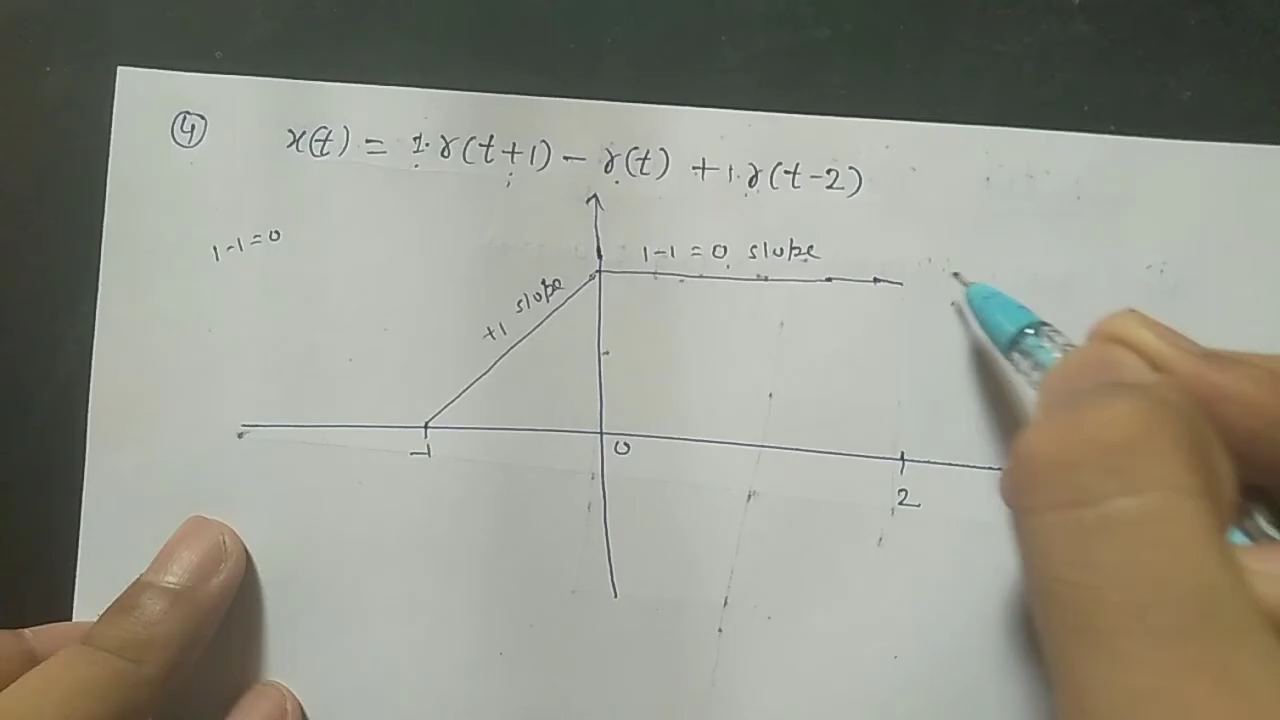 ④ x(t) = 1.r(t+1) - r(t) + 1.r(t-2)
1-1=0
1-1=0 slope
+1 slope
-1 0 2